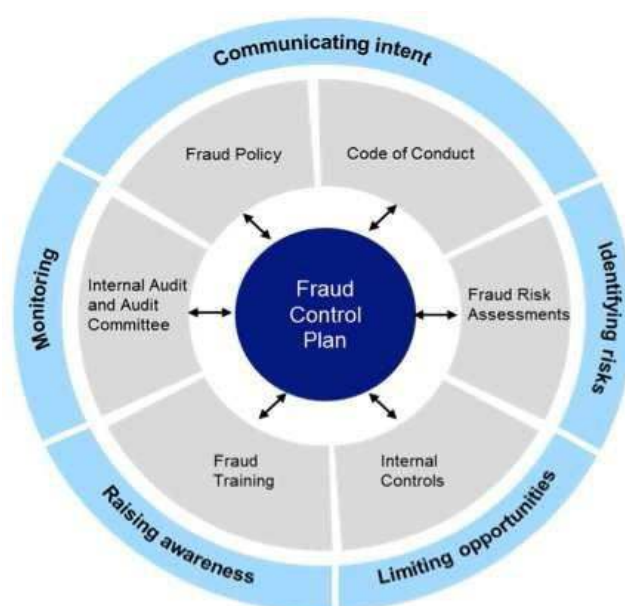 Communicating intent
Fraud Policy
Code of Conduct
Monitoring
Internal Audit
and Audit
Committee
Fraud
Control
Plan
Fraud Risk
Assessments
Identifying risks
Fraud
Training
Internal
Controls
Raising awareness
Limiting opportunities